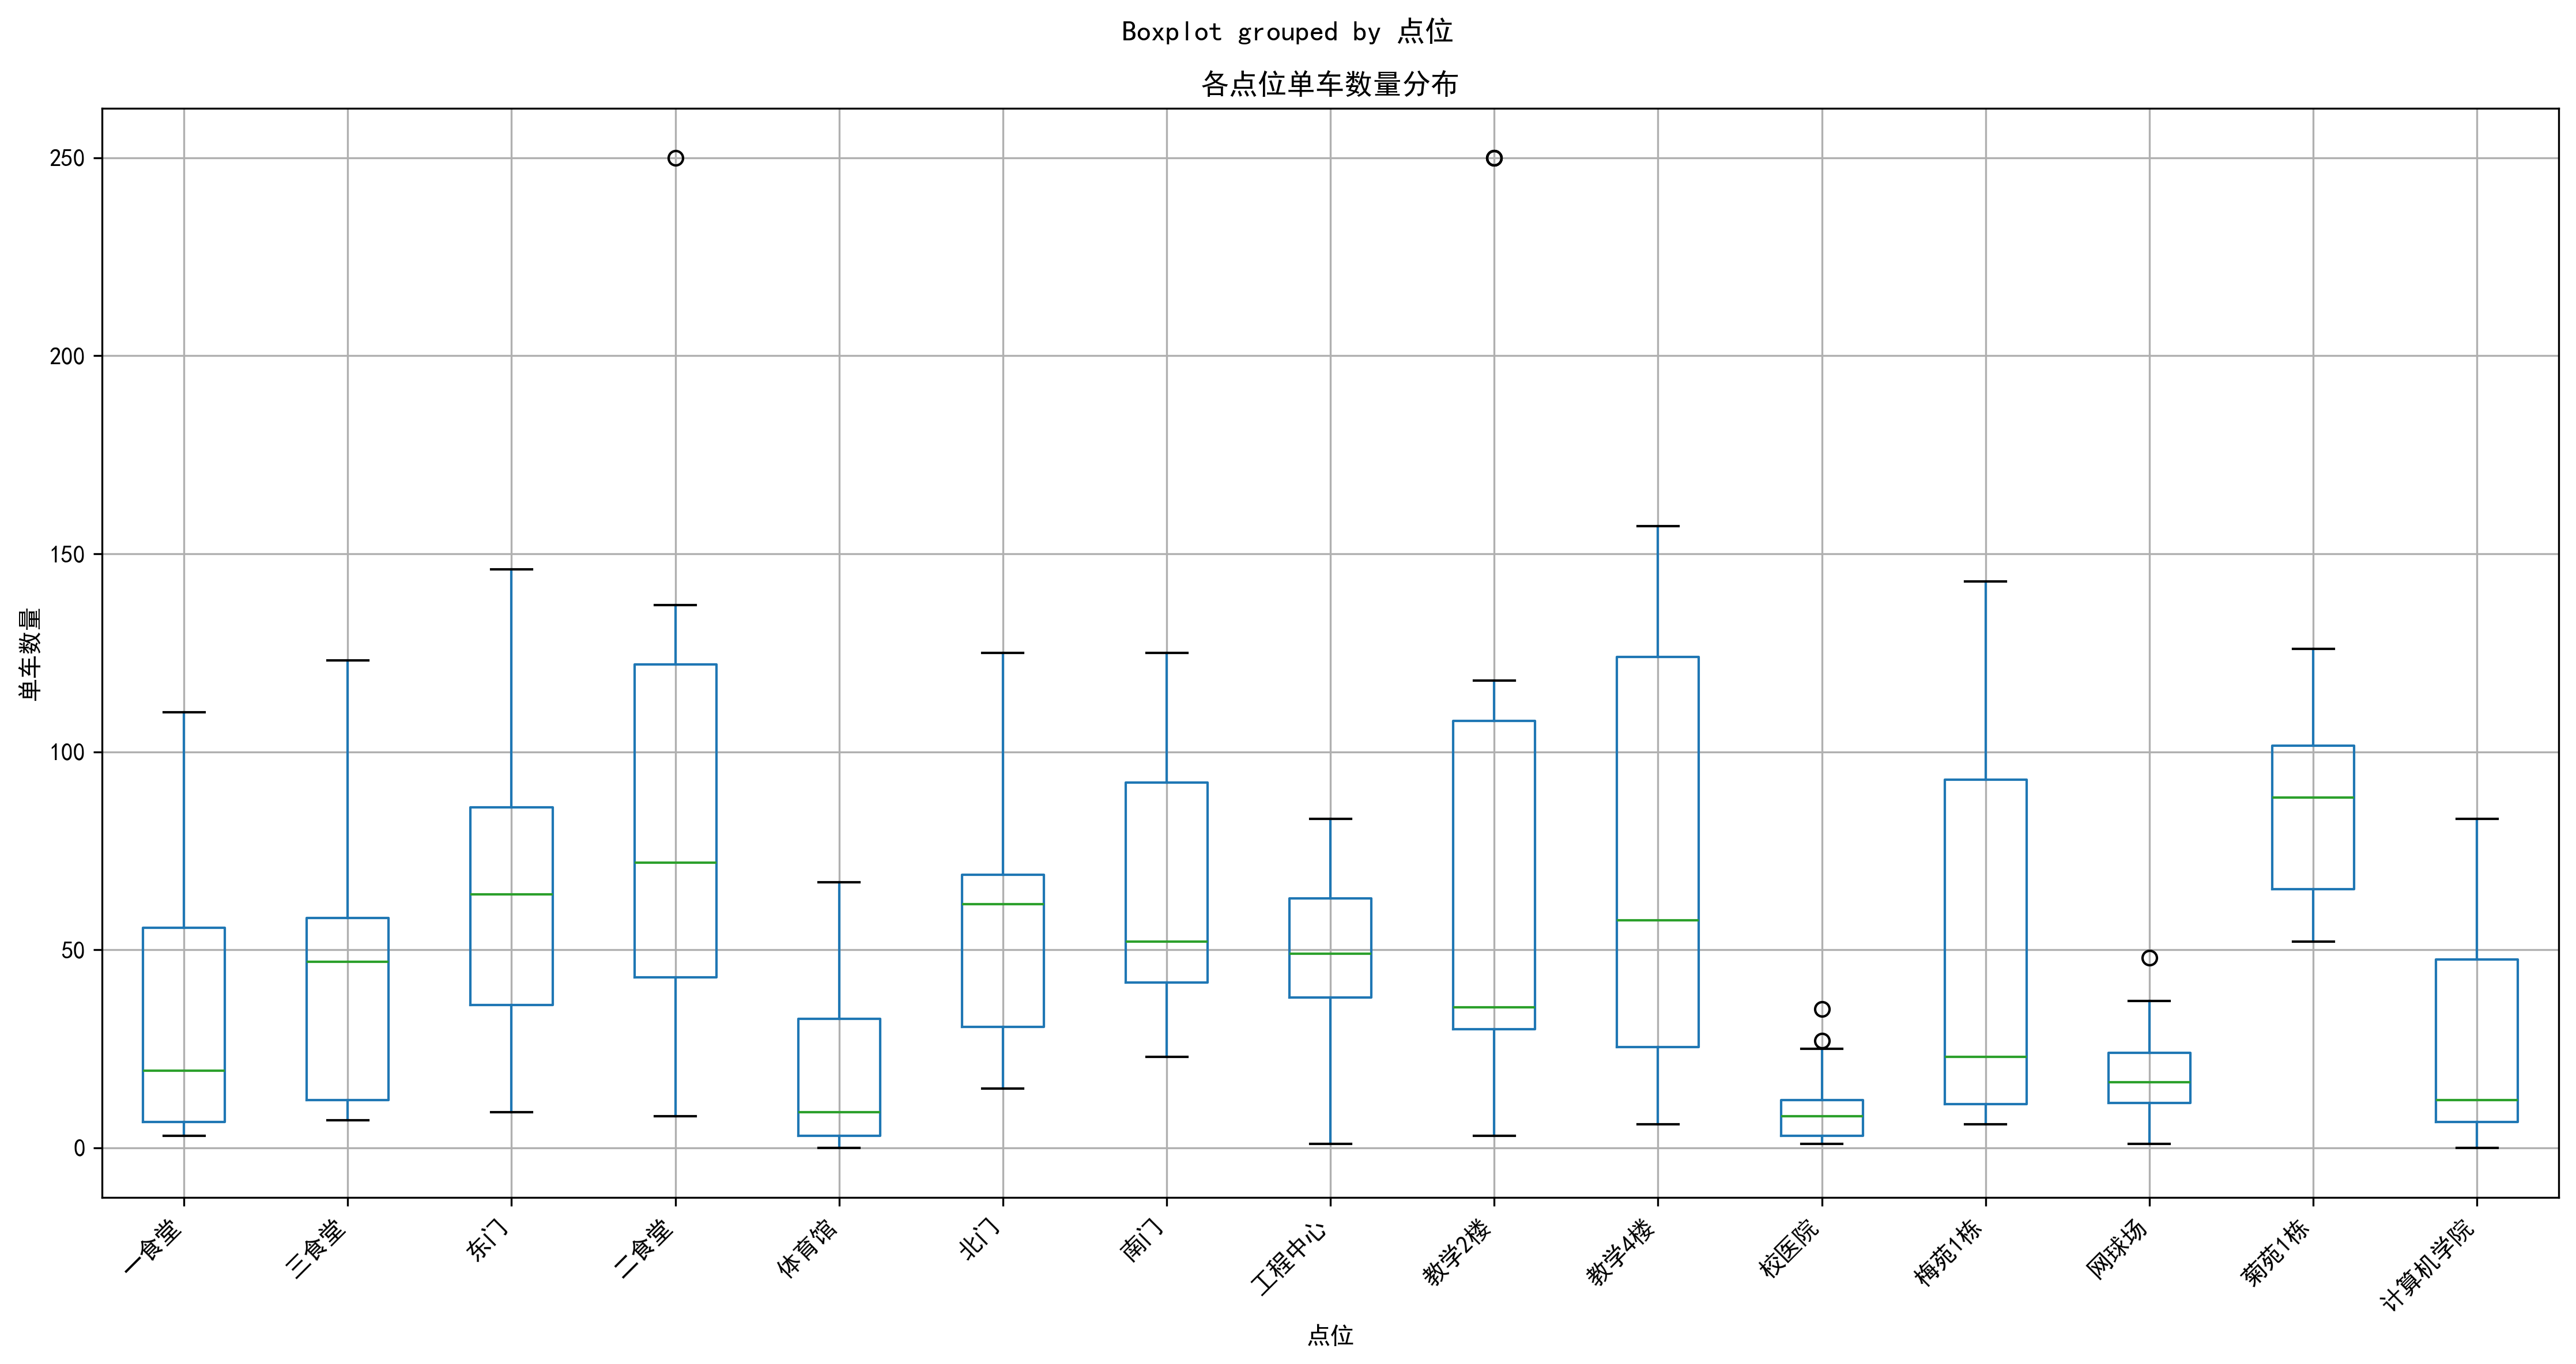 Boxplot grouped by 点位
各点位单车数量分布
单车数量
250
200
150
100
50
0
一食堂
三食堂
东门
二食堂
体育馆
北门
南门
工程中心
教学2楼
教学4楼
校医院
梅苑1栋
网球场
菊苑1栋
计算机学院
点位